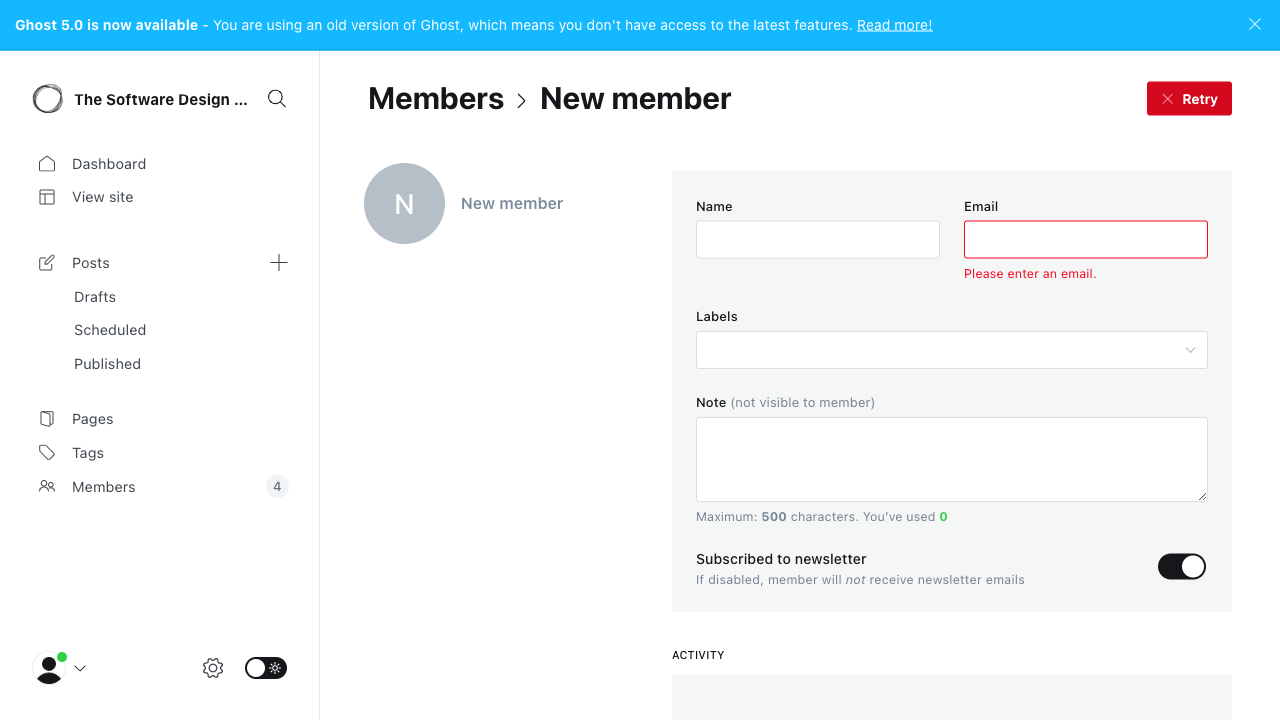 Ghost 5.0 is now available - You are using an old version of Ghost, which means you don't have access to the latest features. Read more!
The Software Design ...
Dashboard
View site
Posts
Drafts
Scheduled
Published
Pages
Tags
Members 4
Members > New member
Retry
N New member
Name
Email
Please enter an email.
Labels
Note (not visible to member)
Maximum: 500 characters. You've used 0
Subscribed to newsletter
If disabled, member will not receive newsletter emails
ACTIVITY